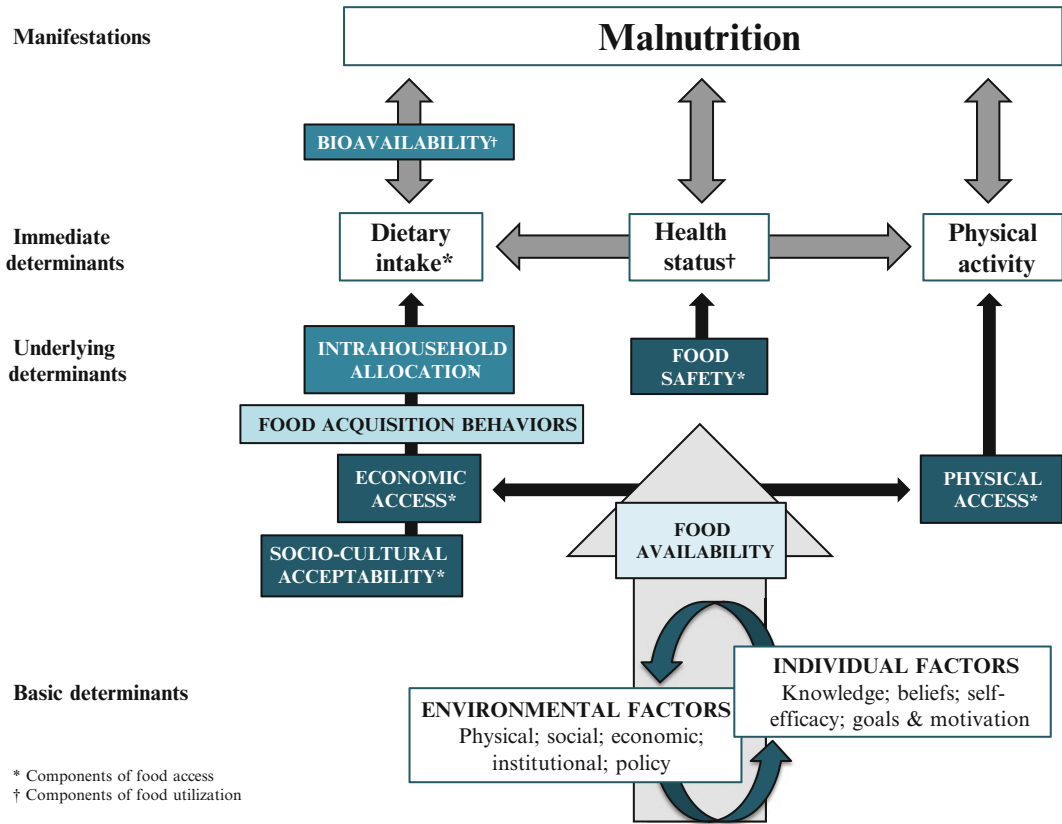 Manifestations
Malnutrition
BIOAVAILABILITY†
Immediate
determinants
Dietary
intake*
Health
status†
Physical
activity
Underlying
determinants
INTRAHOUSEHOLD
ALLOCATION
FOOD
SAFETY*
FOOD ACQUISITION BEHAVIORS
ECONOMIC
ACCESS*
PHYSICAL
ACCESS*
FOOD
AVAILABILITY
SOCIO-CULTURAL
ACCEPTABILITY*
Basic determinants
INDIVIDUAL FACTORS
Knowledge; beliefs; self-
efficacy; goals & motivation
ENVIRONMENTAL FACTORS
Physical; social; economic;
institutional; policy
* Components of food access
† Components of food utilization